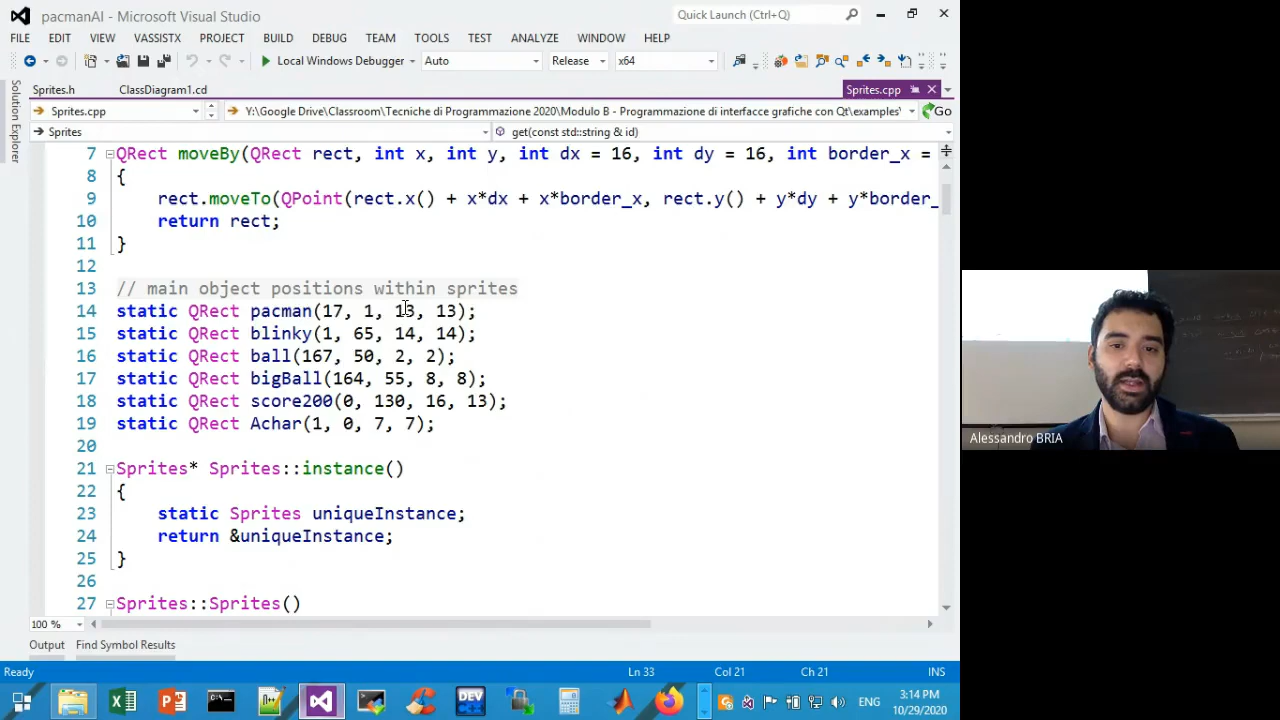 pacmanAI - Microsoft Visual Studio
Quick Launch (Ctrl+Q)
FILE EDIT VIEW VASSISTX PROJECT BUILD DEBUG TEAM TOOLS TEST ANALYZE WINDOW HELP
Local Windows Debugger Auto Release x64
Solution Explorer
Sprites.h ClassDiagram1.cd Sprites.cpp
Sprites.cpp Y:\Google Drive\Classroom\Tecniche di Programmazione 2020\Modulo B - Programmazione di interfacce grafiche con Qt\examples\ Go
Sprites get(const std::string & id)
7 QRect moveBy(QRect rect, int x, int y, int dx = 16, int dy = 16, int border_x =
8 {
9 rect.moveTo(QPoint(rect.x() + x*dx + x*border_x, rect.y() + y*dy + y*border_
10 return rect;
11 }
12
13 // main object positions within sprites
14 static QRect pacman(17, 1, 13, 13);
15 static QRect blinky(1, 65, 14, 14);
16 static QRect ball(167, 50, 2, 2);
17 static QRect bigBall(164, 55, 8, 8);
18 static QRect score200(0, 130, 16, 13);
19 static QRect Achar(1, 0, 7, 7);
20
21 Sprites* Sprites::instance()
22 {
23 static Sprites uniqueInstance;
24 return &uniqueInstance;
25 }
26
27 Sprites::Sprites()
100 %
Output Find Symbol Results
Ready Ln 33 Col 21 Ch 21 INS
DEV
ENG
3:14 PM
10/29/2020
Alessandro BRIA